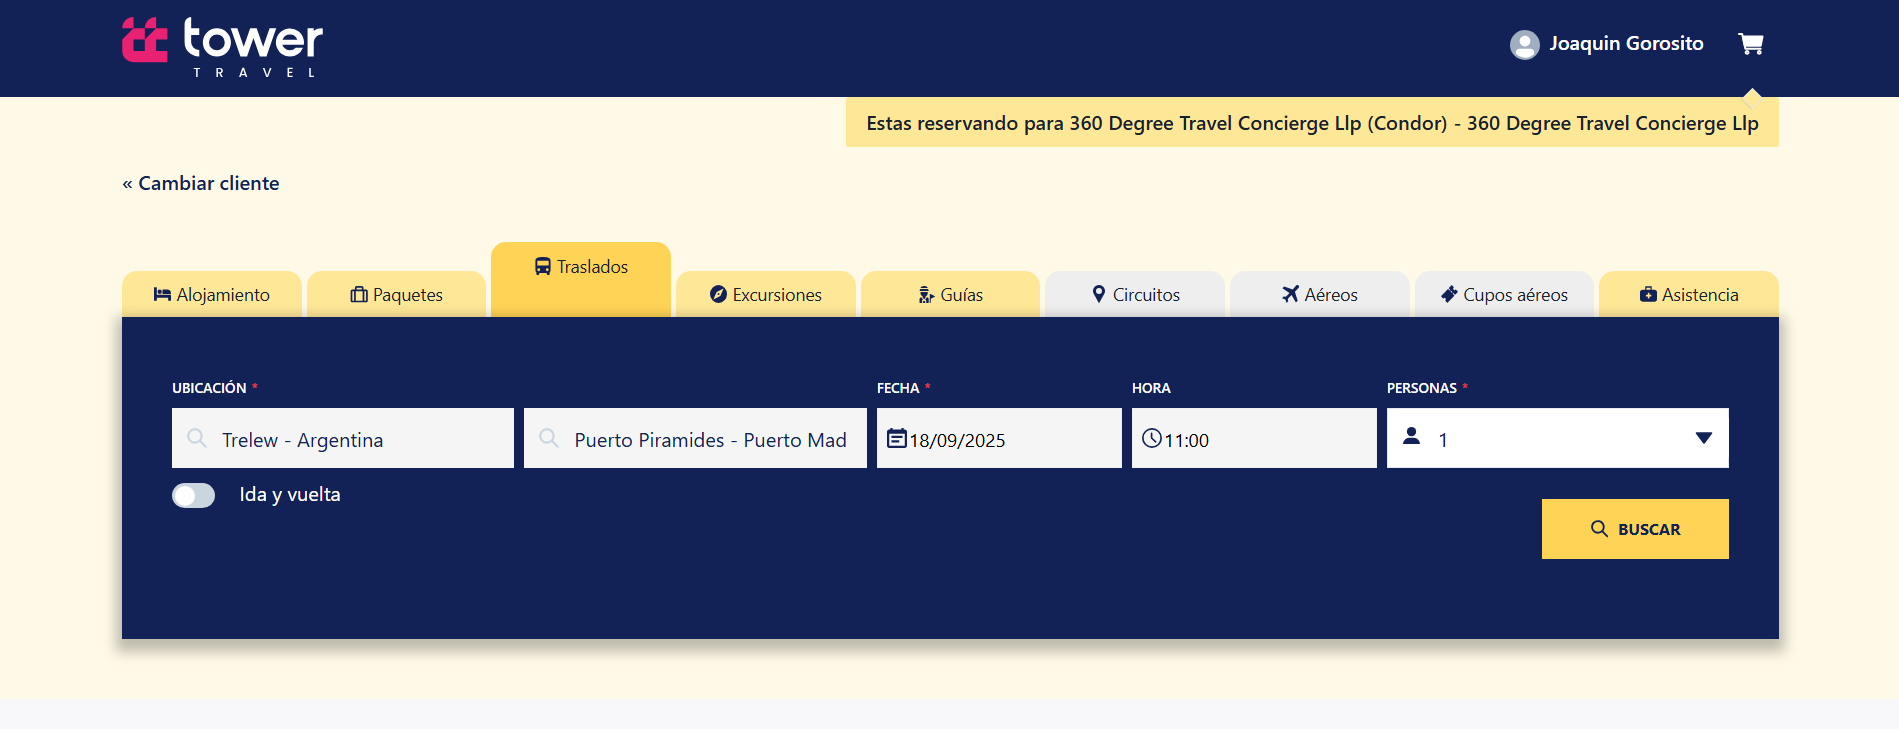 tower
TRAVEL
Joaquin Gorosito
Estas reservando para 360 Degree Travel Concierge Llp (Condor) - 360 Degree Travel Concierge Llp
« Cambiar cliente
Alojamiento
Paquetes
Traslados
Excursiones
Guías
Circuitos
Aéreos
Cupos aéreos
Asistencia
UBICACIÓN *
FECHA *
HORA
PERSONAS *
Trelew - Argentina
Puerto Piramides - Puerto Mad
18/09/2025
11:00
1
Ida y vuelta
BUSCAR